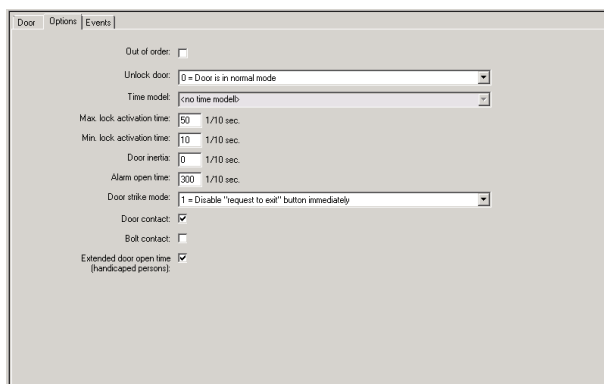 Door Options Events
Out of order:
Unlock door: 0 = Door is in normal mode
Time model: <no time model>
Max. lock activation time: 50 1/10 sec.
Min. lock activation time: 10 1/10 sec.
Door inertia: 0 1/10 sec.
Alarm open time: 300 1/10 sec.
Door strike mode: 1 = Disable "request to exit" button immediately
Door contact:
Bolt contact:
Extended door open time
(handicaped persons):